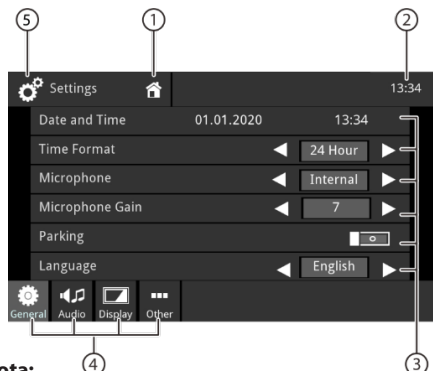 5 1 2
Settings 13:34
Date and Time 01.01.2020 13:34
Time Format 24 Hour
Microphone Internal
Microphone Gain 7
Parking
Language English
General Audio Display Other
4 3
ota: